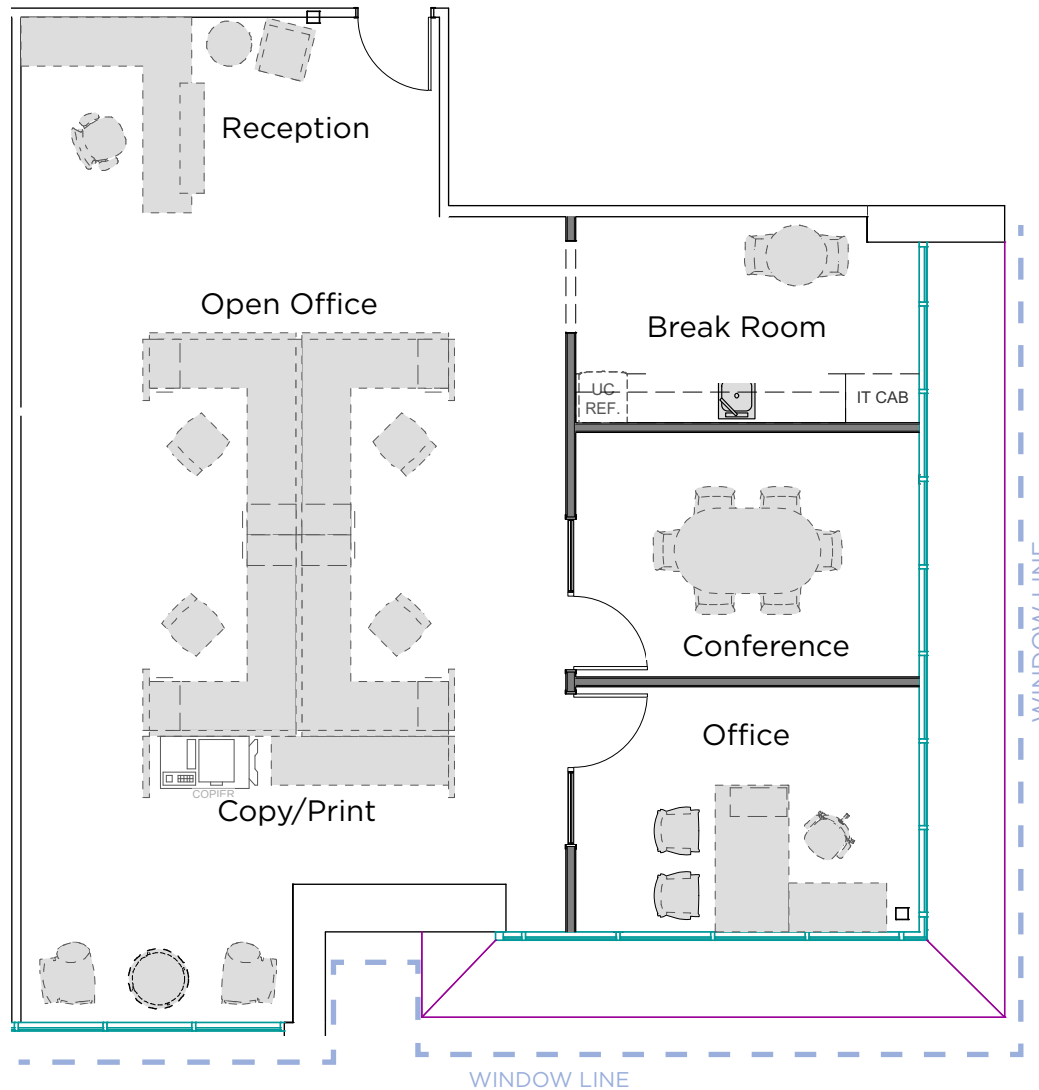 Reception
Open Office
Break Room
UC
REF.
IT CAB
WINDOW LINE
Conference
Office
COPIER
Copy/Print
WINDOW LINE